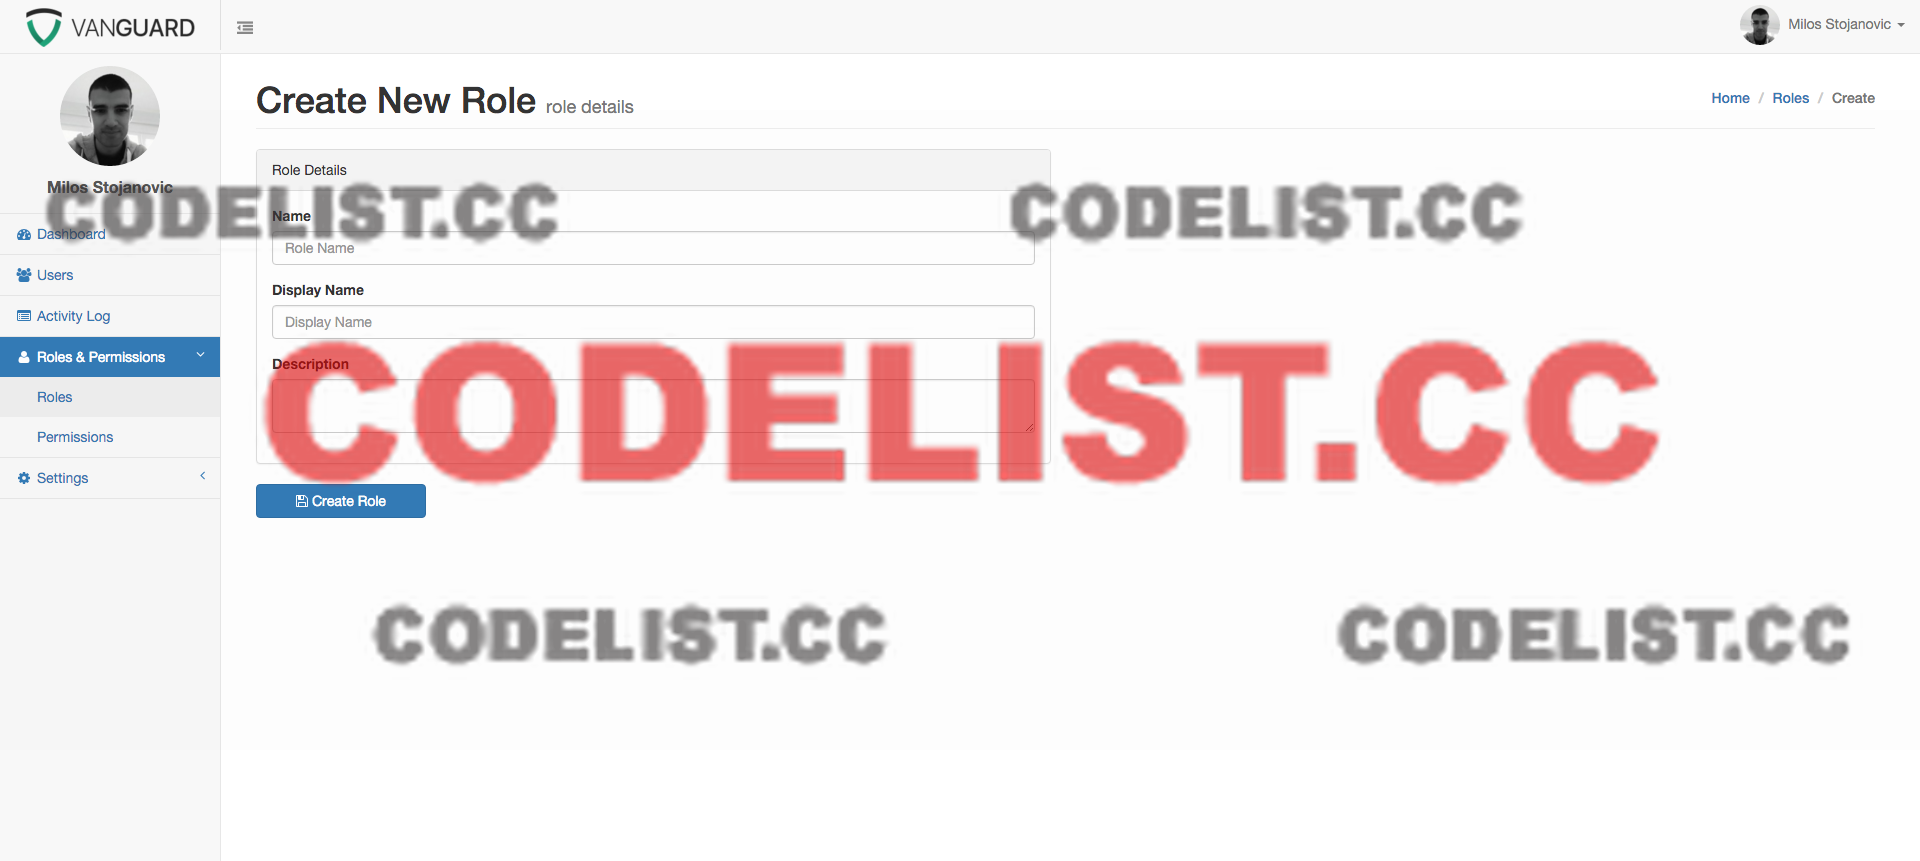 VANGUARD
Milos Stojanovic
Milos Stojanovic
Create New Role role details
Home / Roles / Create
Role Details
CODELIST.CC
CODELIST.CC
Name
Dashboard
Role Name
Users
Display Name
Activity Log
Display Name
Roles & Permissions
Description
CODELIST.CC
Roles
Permissions
Settings
Create Role
CODELIST.CC
CODELIST.CC